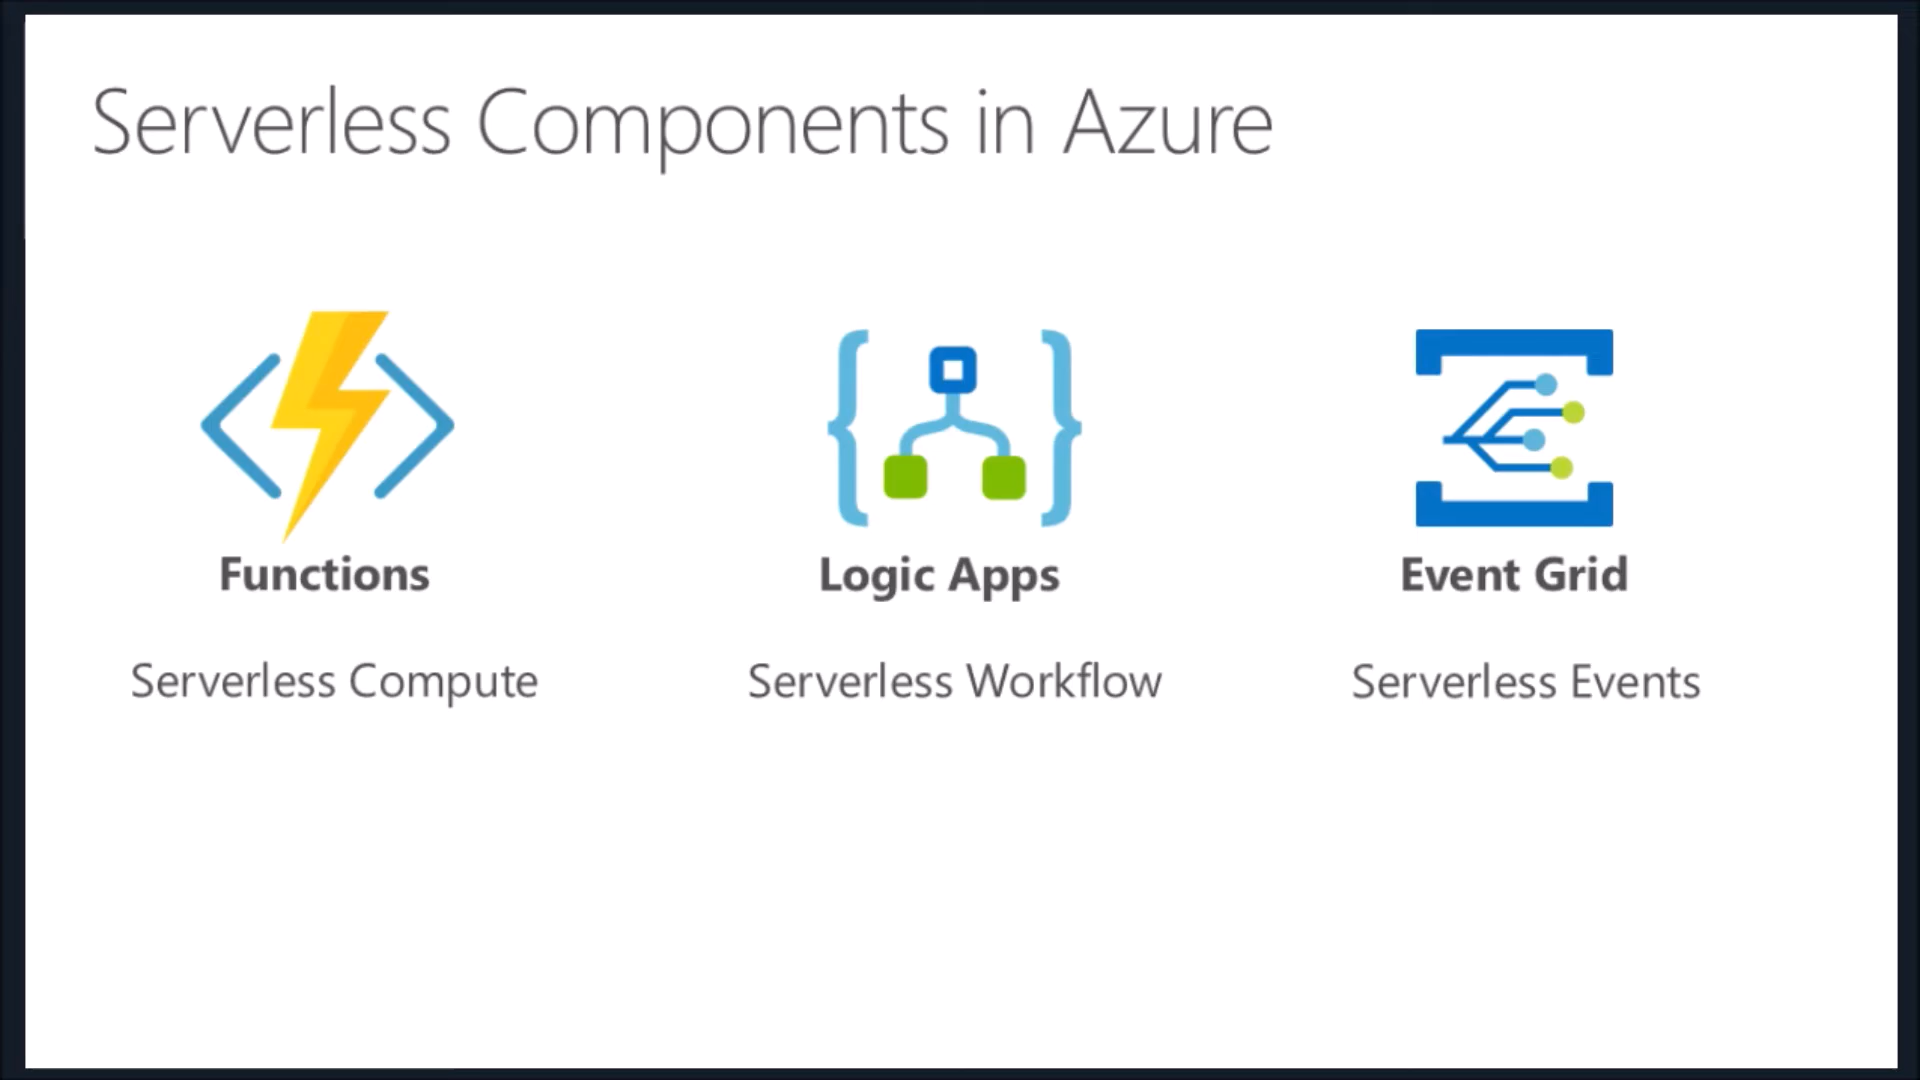 Serverless Components in Azure
Functions
Logic Apps
Event Grid
Serverless Compute
Serverless Workflow
Serverless Events